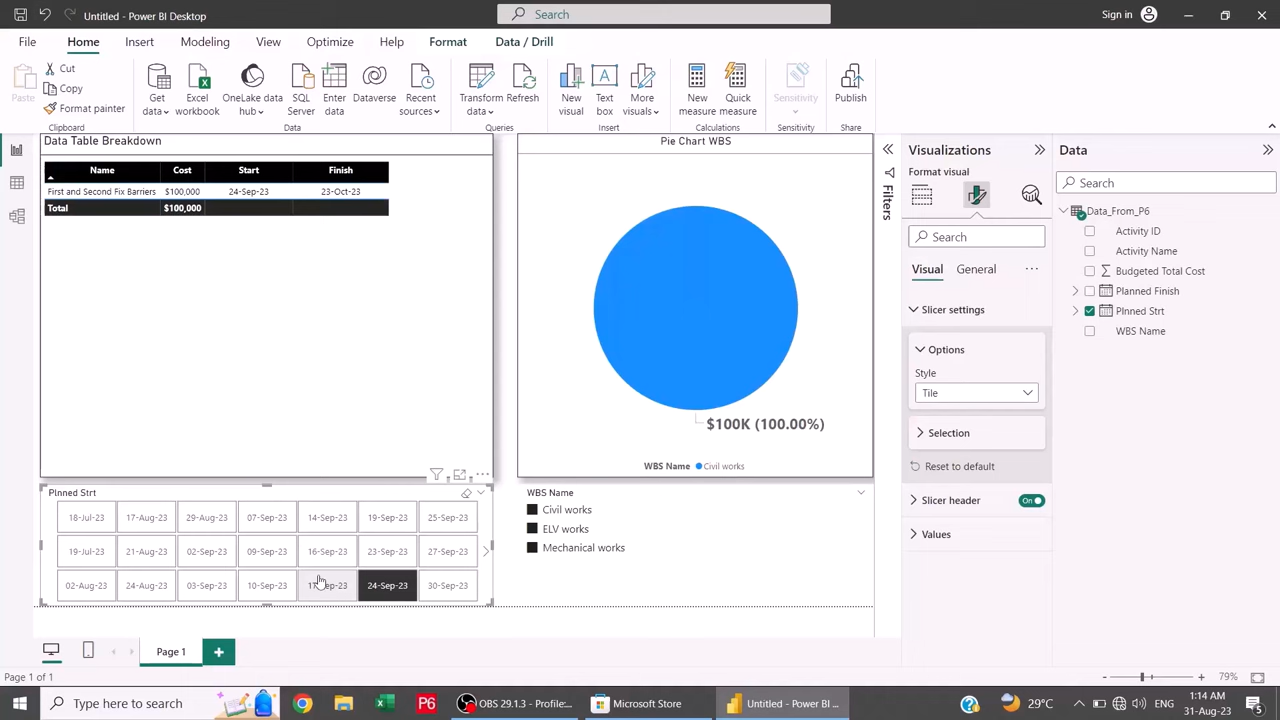 Untitled - Power BI Desktop
Search
Sign in
File
Home
Insert
Modeling
View
Optimize
Help
Format
Data / Drill
Paste
Cut
Copy
Format painter
Clipboard
Get data
Excel workbook
OneLake data hub
SQL Server
Enter data
Dataverse
Recent sources
Data
Transform data
Refresh
Queries
New visual
Text box
More visuals
Insert
New measure
Quick measure
Calculations
Sensitivity
Sensitivity
Publish
Share
Data Table Breakdown
Name Cost Start Finish
First and Second Fix Barriers $100,000 24-Sep-23 23-Oct-23
Total $100,000
Pie Chart WBS
$100K (100.00%)
WBS Name Civil works
Plnned Strt
18-Jul-23 17-Aug-23 29-Aug-23 07-Sep-23 14-Sep-23 19-Sep-23 25-Sep-23
19-Jul-23 21-Aug-23 02-Sep-23 09-Sep-23 16-Sep-23 23-Sep-23 27-Sep-23
02-Aug-23 24-Aug-23 03-Sep-23 10-Sep-23 17-Sep-23 24-Sep-23 30-Sep-23
WBS Name
Civil works
ELV works
Mechanical works
Filters
Visualizations
Format visual
Search
Visual
General
Slicer settings
Options
Style
Tile
Selection
Reset to default
Slicer header
On
Values
Data
Search
Data_From_P6
Activity ID
Activity Name
Σ Budgeted Total Cost
Planned Finish
Plnned Strt
WBS Name
Page 1
Page 1 of 1
79%
Type here to search
P6
OBS 29.1.3 - Profile:...
Microsoft Store
Untitled - Power BI ...
29°C
1:14 AM
31-Aug-23
5